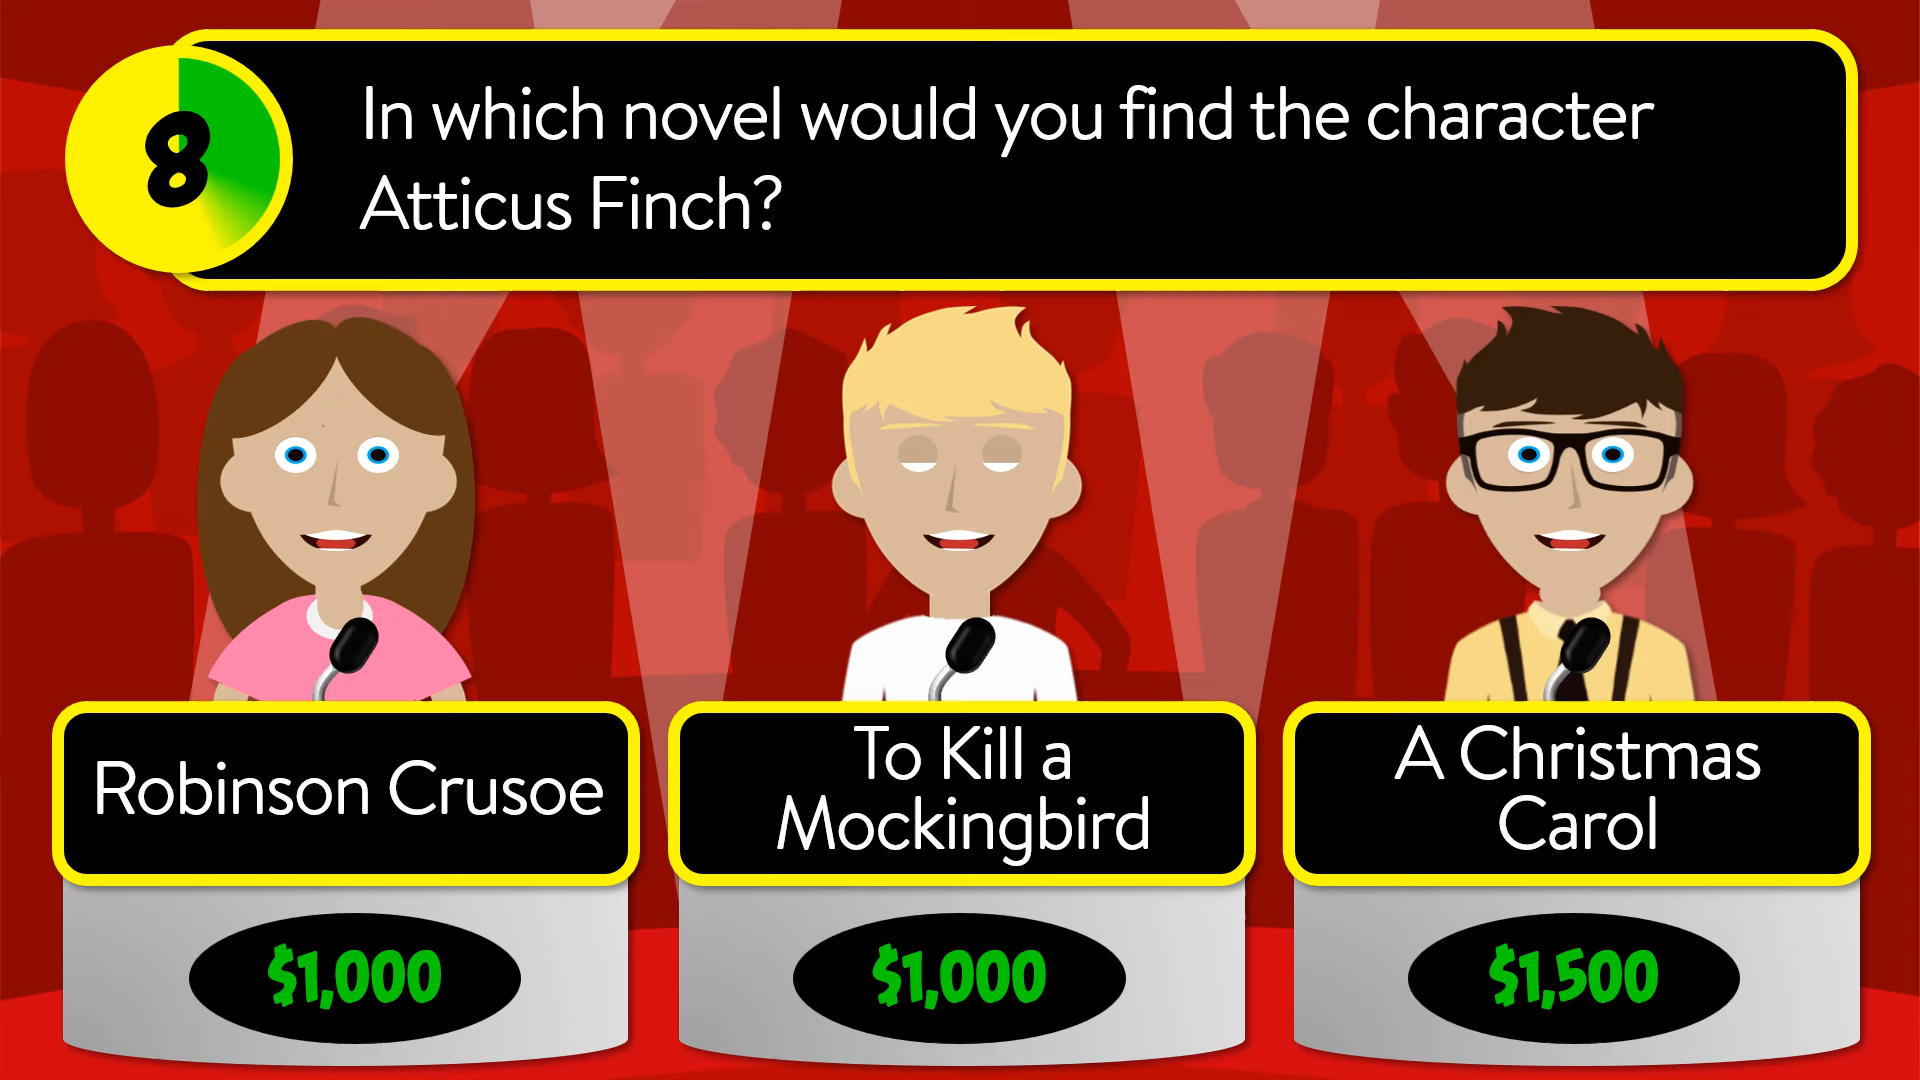 8
In which novel would you find the character
Atticus Finch?
Robinson Crusoe
To Kill a
Mockingbird
A Christmas
Carol
$1,000
$1,000
$1,500